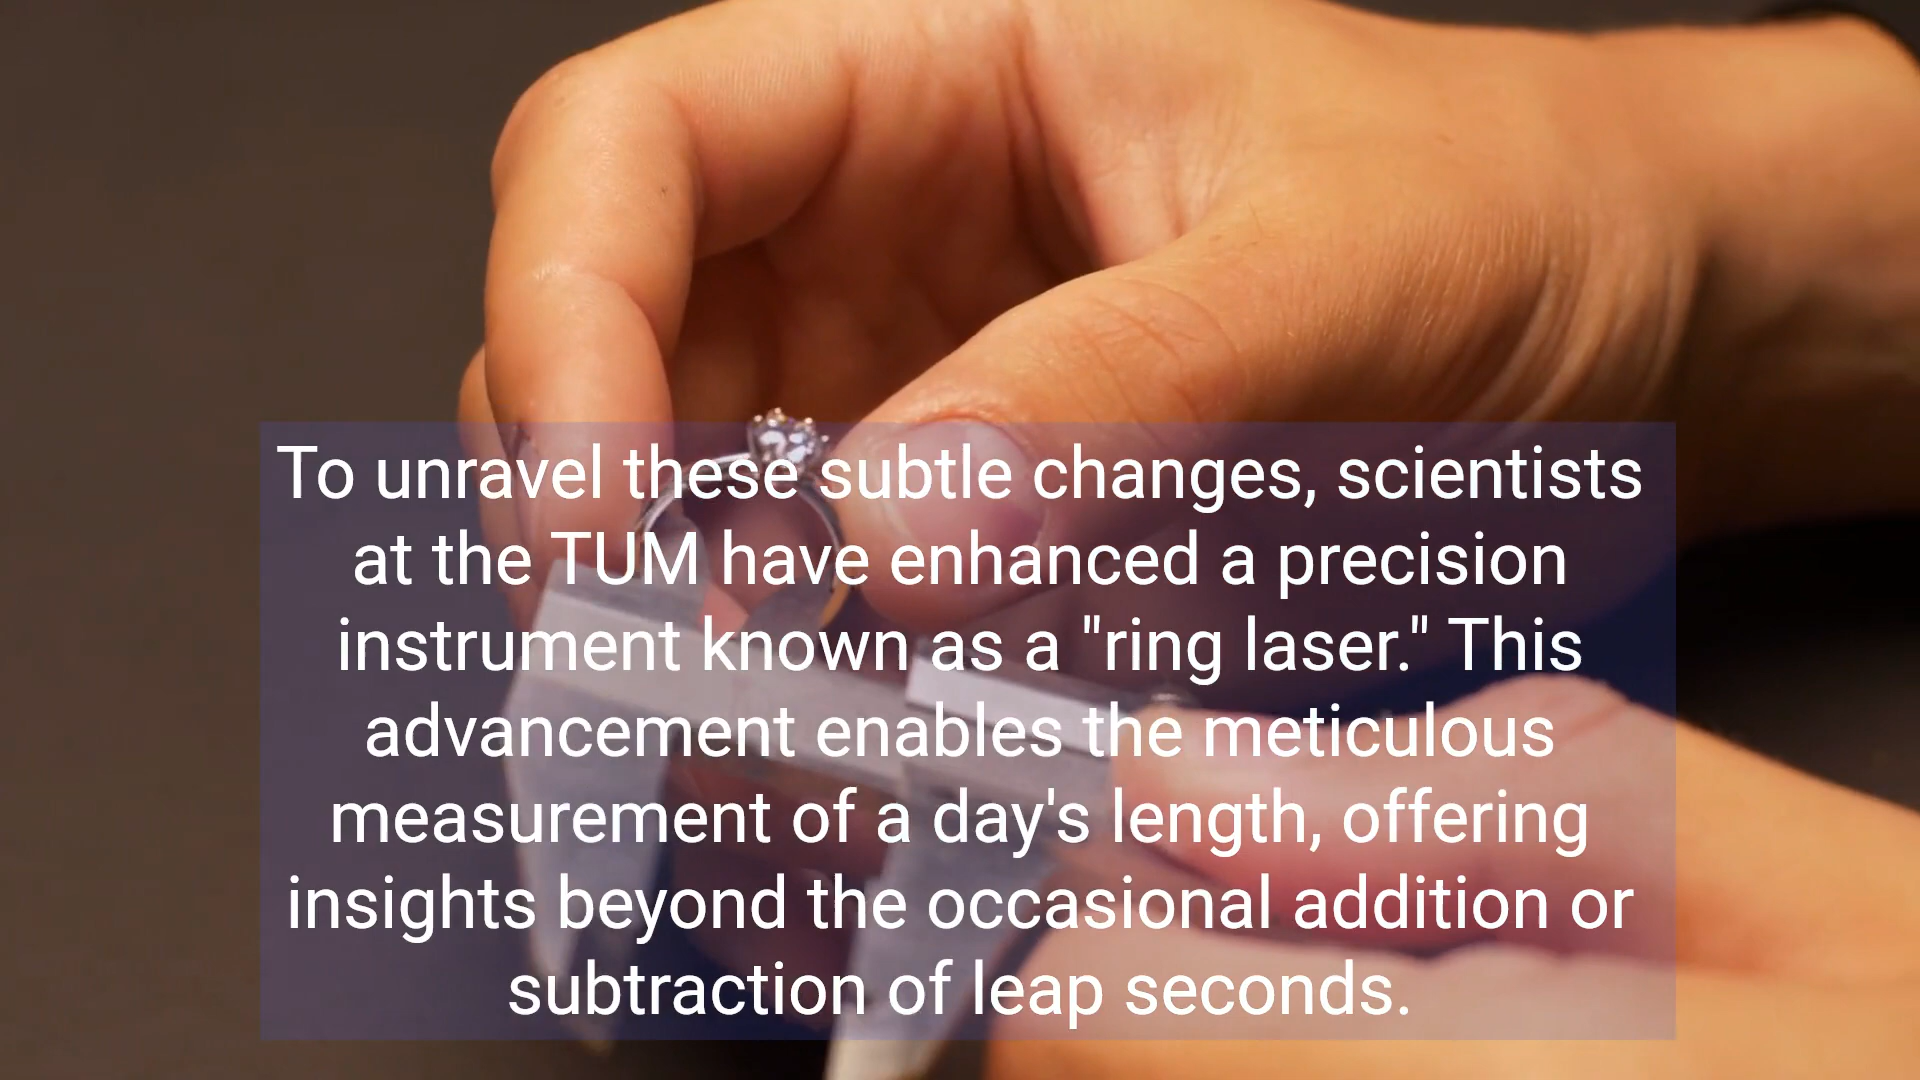 To unravel these subtle changes, scientists
at the TUM have enhanced a precision
instrument known as a "ring laser." This
advancement enables the meticulous
measurement of a day's length, offering
insights beyond the occasional addition or
subtraction of leap seconds.